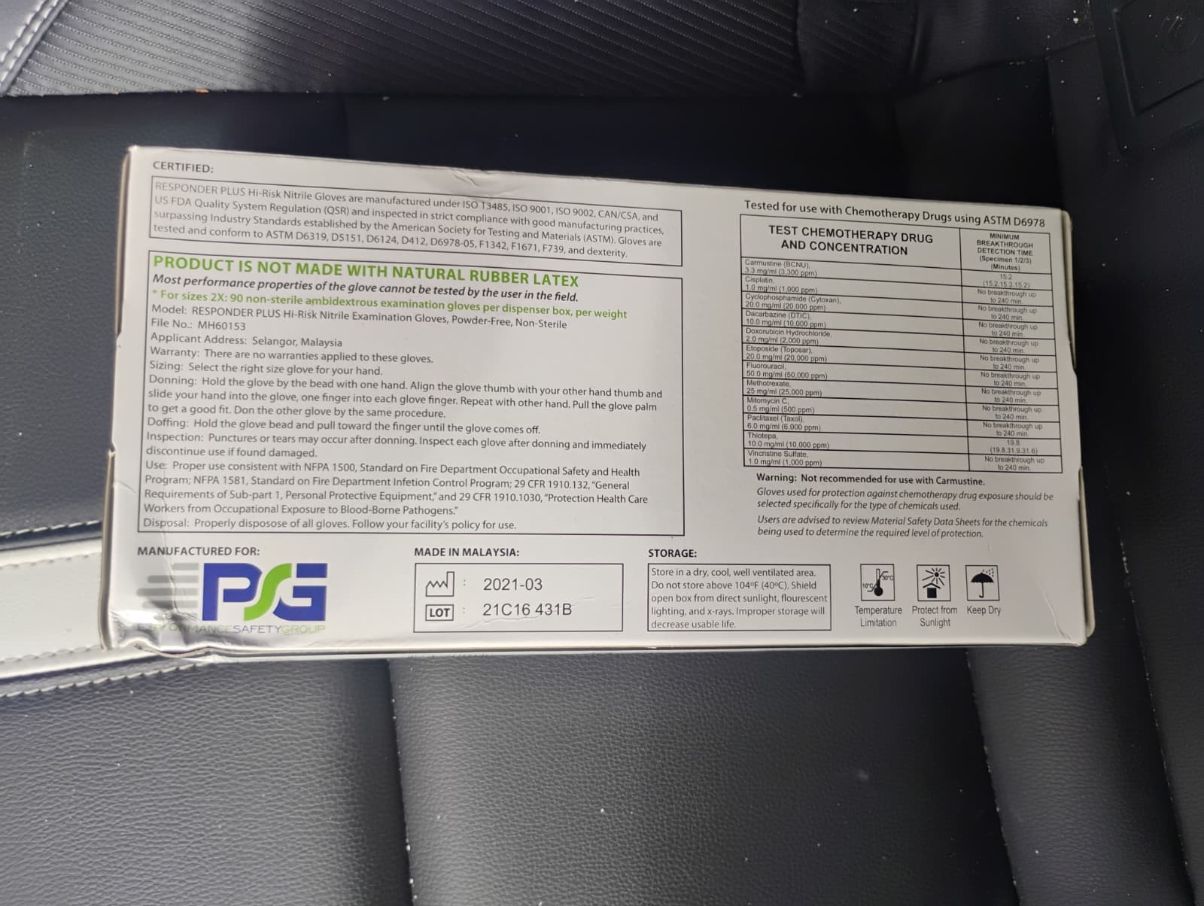 CERTIFIED:
RESPONDER PLUS Hi-Risk Nitrile Gloves are manufactured under ISO 13485, ISO 9001, ISO 9002, CAN/CSA, and
US FDA Quality System Regulation (QSR) and inspected in strict compliance with good manufacturing practices,
surpassing Industry Standards established by the American Society for Testing and Materials (ASTM). Gloves are
tested and conform to ASTM D6319, D5151, D6124, D412, D6978-05, F1342, F1671, F739, and dexterity.
PRODUCT IS NOT MADE WITH NATURAL RUBBER LATEX
Most performance properties of the glove cannot be tested by the user in the field.
* For sizes 2X: 90 non-sterile ambidextrous examination gloves per dispenser box, per weight
Model: RESPONDER PLUS Hi-Risk Nitrile Examination Gloves, Powder-Free, Non-Sterile
File No.: MH60153
Applicant Address: Selangor, Malaysia
Warranty: There are no warranties applied to these gloves.
Sizing: Select the right size glove for your hand.
Donning: Hold the glove by the bead with one hand. Align the glove thumb with your other hand thumb and
slide your hand into the glove, one finger into each glove finger. Repeat with other hand. Pull the glove palm
to get a good fit. Don the other glove by the same procedure.
Doffing: Hold the glove bead and pull toward the finger until the glove comes off.
Inspection: Punctures or tears may occur after donning. Inspect each glove after donning and immediately
discontinue use if found damaged.
Use: Proper use consistent with NFPA 1500, Standard on Fire Department Occupational Safety and Health
Program; NFPA 1581, Standard on Fire Department Infetion Control Program; 29 CFR 1910.132, "General
Requirements of Sub-part 1, Personal Protective Equipment," and 29 CFR 1910.1030, "Protection Health Care
Workers from Occupational Exposure to Blood-Borne Pathogens."
Disposal: Properly disposose of all gloves. Follow your facility's policy for use.
Tested for use with Chemotherapy Drugs using ASTM D6978
TEST CHEMOTHERAPY DRUG
AND CONCENTRATION
MINIMUM
BREAKTHROUGH
DETECTION TIME
(Specimen 1/2/3)
(Minutes)
Carmustine (BCNU),
3.3 mg/ml (3,300 ppm)
15.2
(15.2,15.3,15.2)
Cisplatin,
1.0 mg/ml (1,000 ppm)
No breakthrough up
to 240 min.
Cyclophosphamide (Cytoxan),
20.0 mg/ml (20,000 ppm)
No breakthrough up
to 240 min.
Dacarbazine (DTIC),
10.0 mg/ml (10,000 ppm)
No breakthrough up
to 240 min.
Doxorubicin Hydrochloride,
2.0 mg/ml (2,000 ppm)
No breakthrough up
to 240 min.
Etoposide (Toposar),
20.0 mg/ml (20,000 ppm)
No breakthrough up
to 240 min.
Fluorouracil,
50.0 mg/ml (50,000 ppm)
No breakthrough up
to 240 min.
Methotrexate,
25 mg/ml (25,000 ppm)
No breakthrough up
to 240 min.
Mitomycin C,
0.5 mg/ml (500 ppm)
No breakthrough up
to 240 min.
Paclitaxel (Taxol),
6.0 mg/ml (6,000 ppm)
No breakthrough up
to 240 min.
Thiotepa,
10.0 mg/ml (10,000 ppm)
19.8
(19.8,31.9,31.6)
Vincristine Sulfate,
1.0 mg/ml (1,000 ppm)
No breakthrough up
to 240 min.
Warning: Not recommended for use with Carmustine.
Gloves used for protection against chemotherapy drug exposure should be
selected specifically for the type of chemicals used.
Users are advised to review Material Safety Data Sheets for the chemicals
being used to determine the required level of protection.
MANUFACTURED FOR:
PSG
PERFORMANCESAFETYGROUP
MADE IN MALAYSIA:
: 2021-03
LOT : 21C16 431B
STORAGE:
Store in a dry, cool, well ventilated area.
Do not store above 104ºF (40ºC). Shield
open box from direct sunlight, flourescent
lighting, and x-rays. Improper storage will
decrease usable life.
Temperature
Limitation
Protect from
Sunlight
Keep Dry